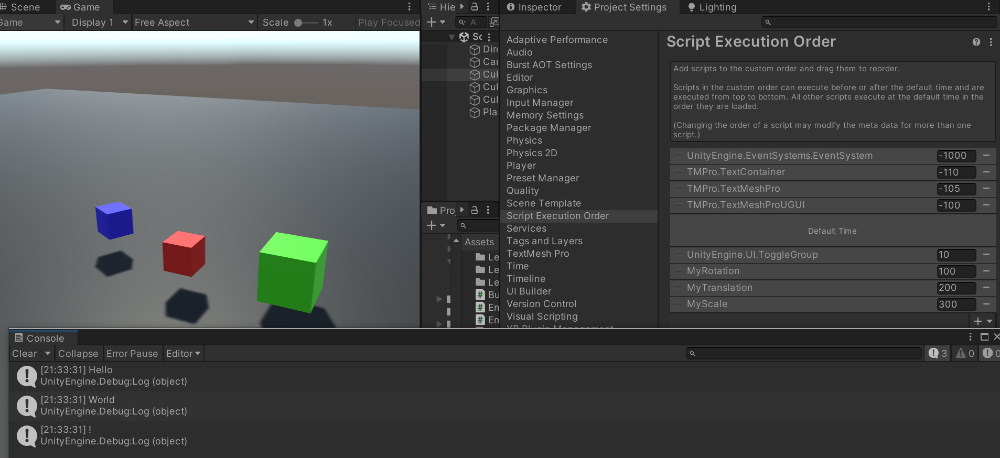 Scene
Game
Game
Display 1
Free Aspect
Scale
1x
Play Focused
Hie
A
Sc
Dire
Car
Cul
Cul
Cul
Pla
Pro
Assets
Le
Le
Le
Bu
En
En
Inspector
Project Settings
Lighting
Adaptive Performance
Audio
Burst AOT Settings
Editor
Graphics
Input Manager
Memory Settings
Package Manager
Physics
Physics 2D
Player
Preset Manager
Quality
Scene Template
Script Execution Order
Services
Tags and Layers
TextMesh Pro
Time
Timeline
UI Builder
Version Control
Visual Scripting
XR Plugin Management
Script Execution Order
Add scripts to the custom order and drag them to reorder.
Scripts in the custom order can execute before or after the default time and are
executed from top to bottom. All other scripts execute at the default time in the
order they are loaded.
(Changing the order of a script may modify the meta data for more than one
script.)
UnityEngine.EventSystems.EventSystem -1000
TMPro.TextContainer -110
TMPro.TextMeshPro -105
TMPro.TextMeshProUGUI -100
Default Time
UnityEngine.UI.ToggleGroup 10
MyRotation 100
MyTranslation 200
MyScale 300
Console
Clear
Collapse
Error Pause
Editor
3
0
0
[21:33:31] Hello
UnityEngine.Debug:Log (object)
[21:33:31] World
UnityEngine.Debug:Log (object)
[21:33:31] !
UnityEngine.Debug:Log (object)